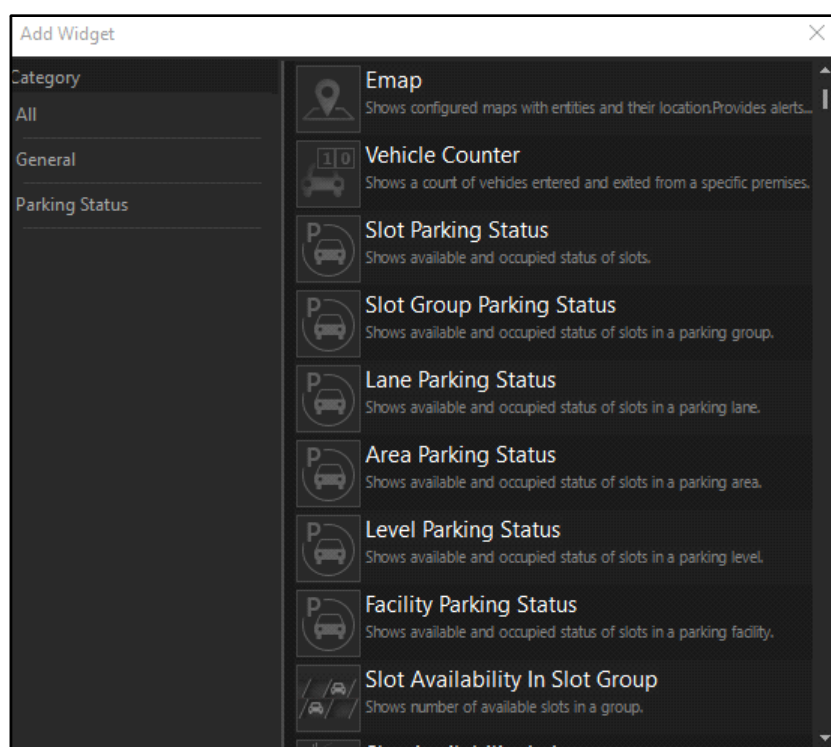 Add Widget
Category
All
General
Parking Status
Emap
Shows configured maps with entities and their location.Provides alerts...
Vehicle Counter
1 0
Shows a count of vehicles entered and exited from a specific premises.
Slot Parking Status
P
Shows available and occupied status of slots.
Slot Group Parking Status
P
Shows available and occupied status of slots in a parking group.
Lane Parking Status
P
Shows available and occupied status of slots in a parking lane.
Area Parking Status
P
Shows available and occupied status of slots in a parking area.
Level Parking Status
P
Shows available and occupied status of slots in a parking level.
Facility Parking Status
P
Shows available and occupied status of slots in a parking facility.
Slot Availability In Slot Group
Shows number of available slots in a group.